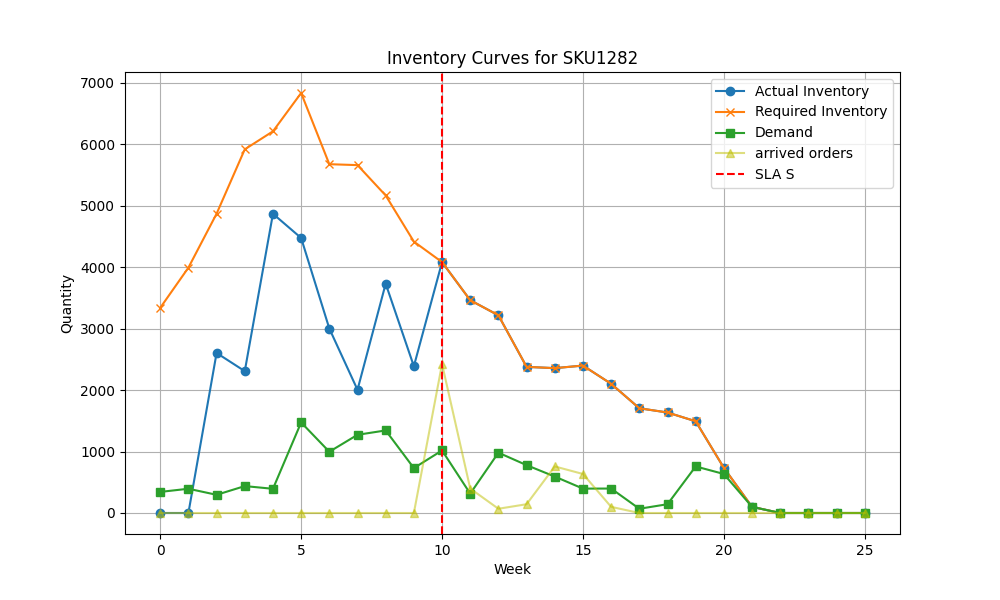 Inventory Curves for SKU1282
7000
6000
5000
4000
3000
2000
1000
0
Quantity
Actual Inventory
Required Inventory
Demand
arrived orders
SLA S
0 5 10 15 20 25
Week